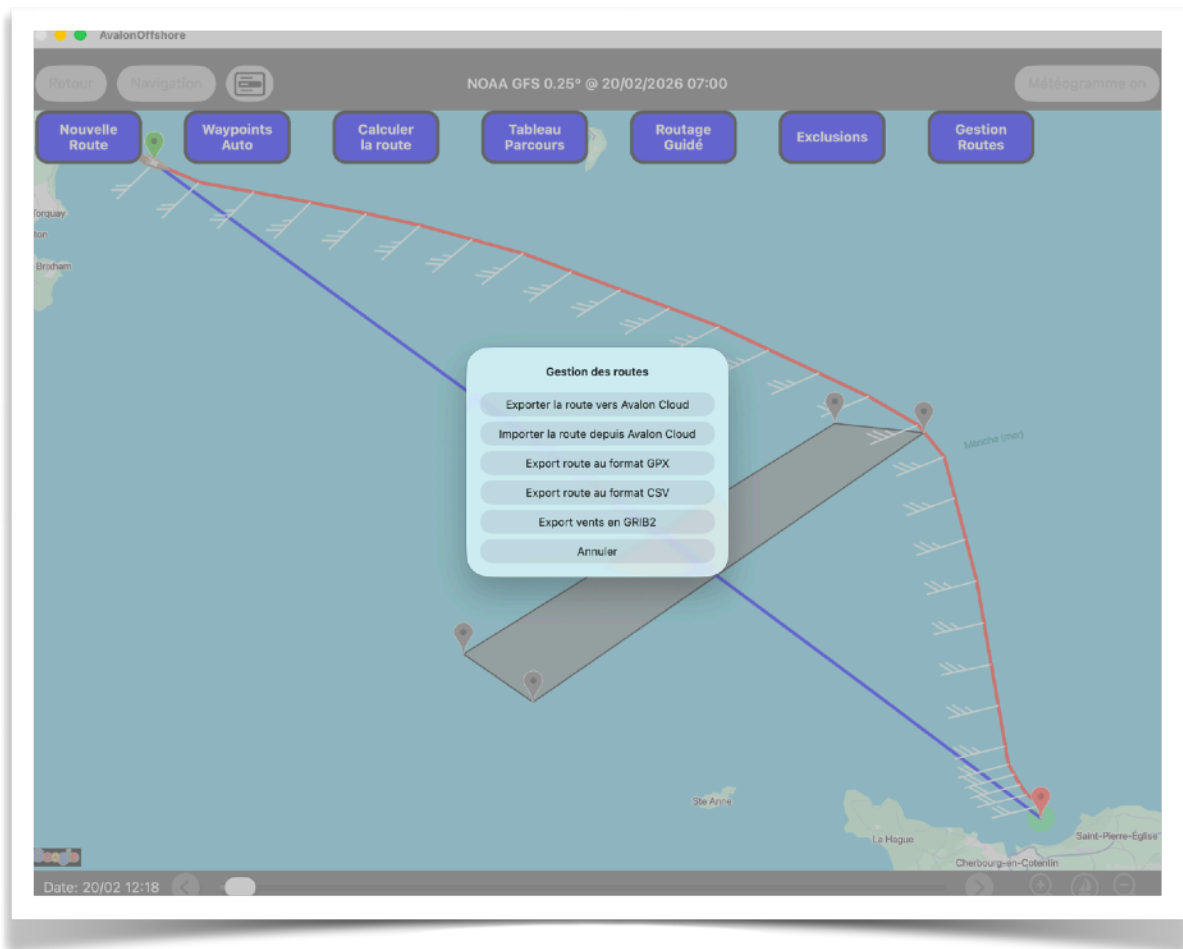 AvalonOffshore
Retour
Navigation
NOAA GFS 0.25° @ 20/02/2026 07:00
Météogramme on
Nouvelle
Route
Waypoints
Auto
Calculer
la route
Tableau
Parcours
Routage
Guidé
Exclusions
Gestion
Routes
Torquay
ton
Brixham
Gestion des routes
Exporter la route vers Avalon Cloud
Importer la route depuis Avalon Cloud
Export route au format GPX
Export route au format CSV
Export vents en GRIB2
Annuler
Manche (mer)
Ste Anne
La Hague
Saint-Pierre-Église
Cherbourg-en-Cotentin
Date: 20/02 12:18